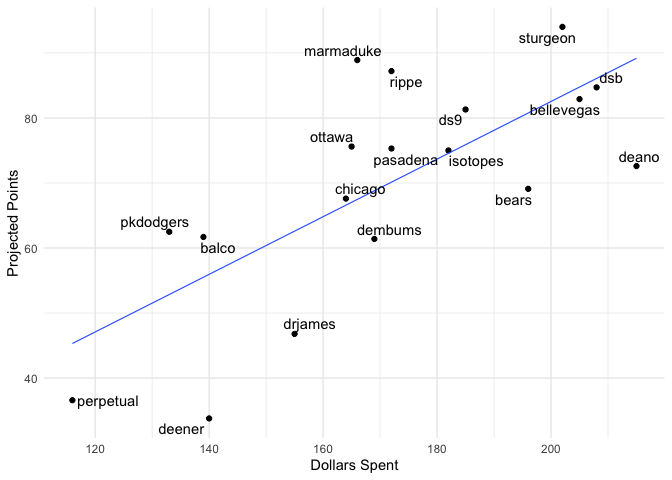 sturgeon
marmaduke
rippe
dsb
bellevegas
ds9
80
ottawa
pasadena
isotopes
deano
chicago
bears
pkdodgers
balco
dembums
60
Projected Points
drjames
40
perpetual
deener
120
140
160
180
200
Dollars Spent